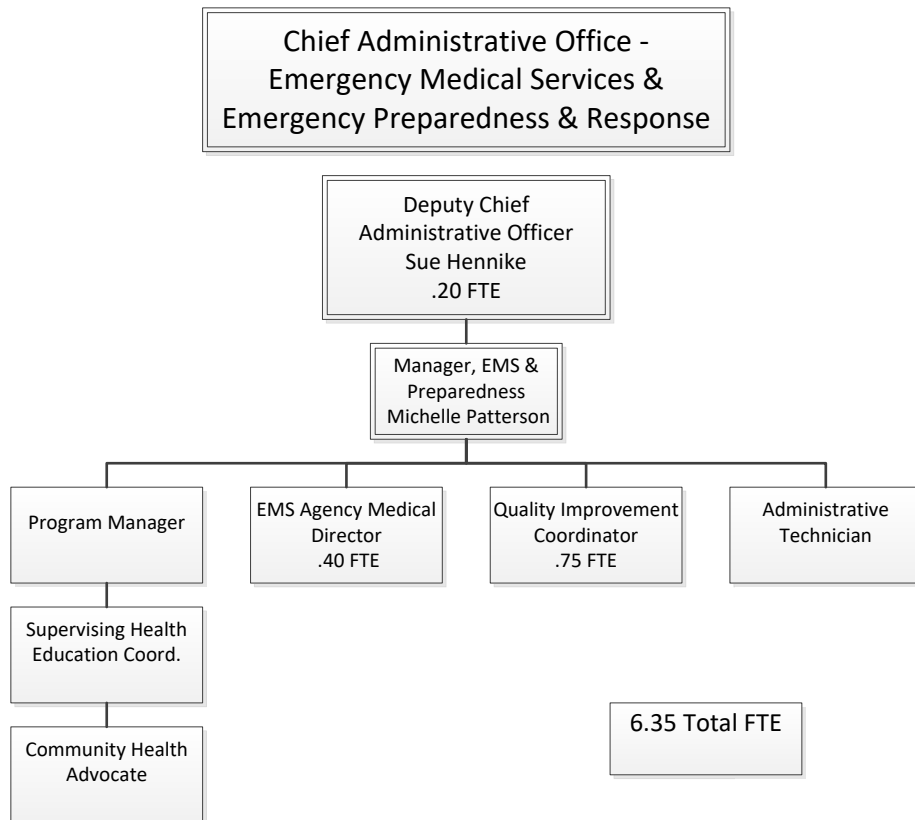 Chief Administrative Office -
Emergency Medical Services &
Emergency Preparedness & Response
Deputy Chief
Administrative Officer
Sue Hennike
.20 FTE
Manager, EMS &
Preparedness
Michelle Patterson
Program Manager
EMS Agency Medical
Director
.40 FTE
Quality Improvement
Coordinator
.75 FTE
Administrative
Technician
Supervising Health
Education Coord.
Community Health
Advocate
6.35 Total FTE